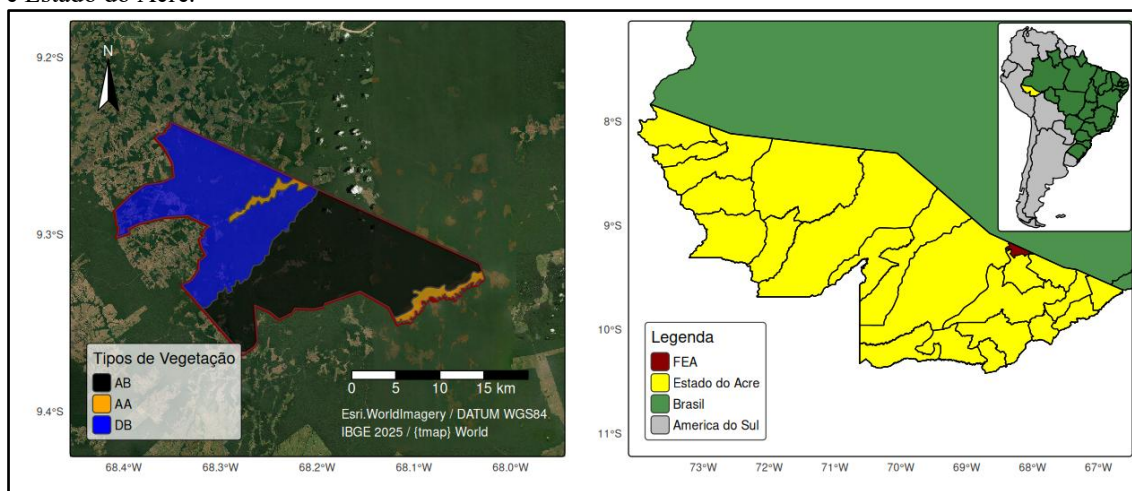 e Estado do Acre.
9.2°S
9.3°S
9.4°S
N
Tipos de Vegetação
AB
AA
DB
0 5 10 15 km
Esri.WorldImagery / DATUM WGS84
IBGE 2025 / {tmap} World
68.4°W 68.3°W 68.2°W 68.1°W 68.0°W
8°S
9°S
10°S
11°S
Legenda
FEA
Estado do Acre
Brasil
America do Sul
73°W 72°W 71°W 70°W 69°W 68°W 67°W